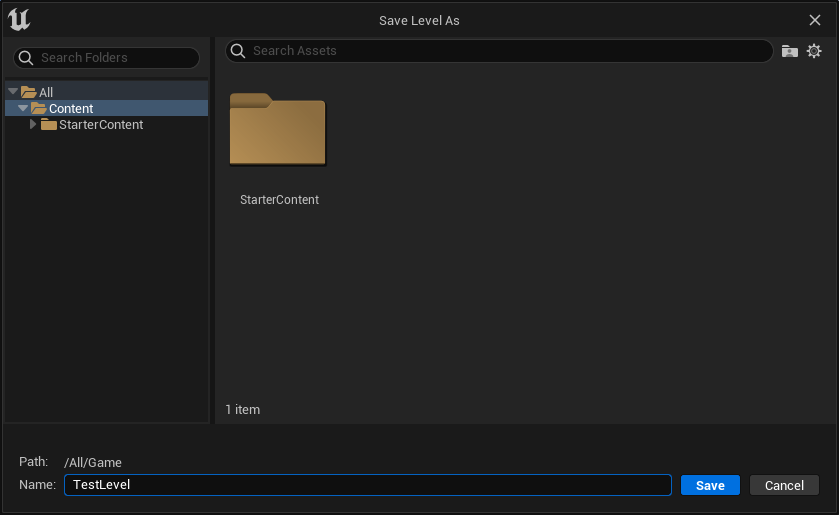 Save Level As
Search Folders
Search Assets
All
Content
StarterContent
StarterContent
1 item
Path: /All/Game
Name: TestLevel
Save Cancel